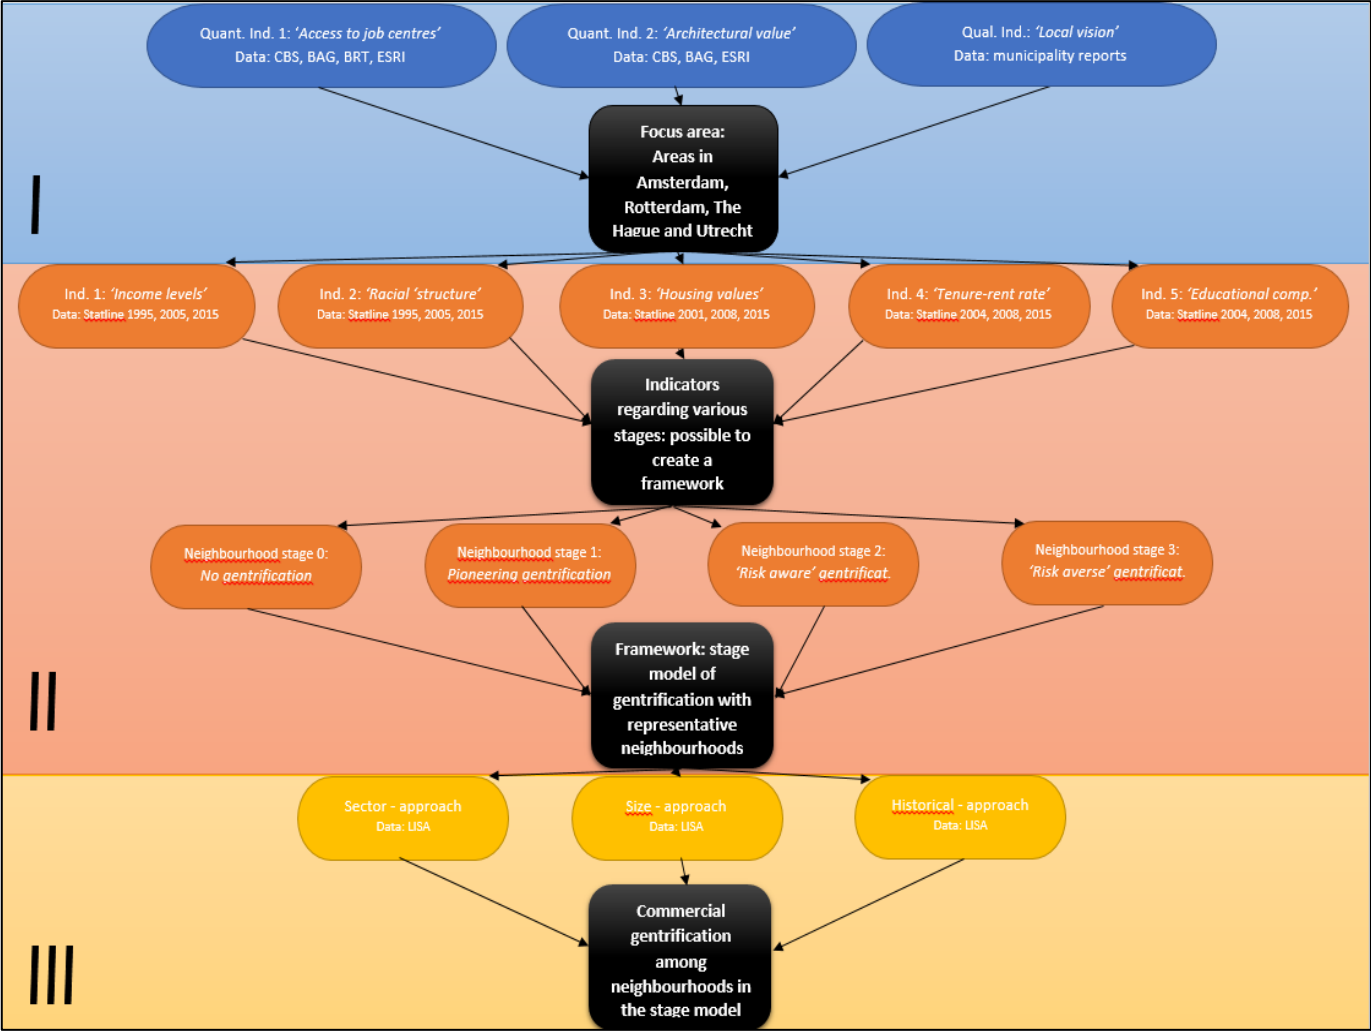 Quant. Ind. 1: ‘Access to job centres’
Data: CBS, BAG, BRT, ESRI
Quant. Ind. 2: ‘Architectural value’
Data: CBS, BAG, ESRI
Qual. Ind.: ‘Local vision’
Data: municipality reports
Focus area:
Areas in
Amsterdam,
Rotterdam, The
Hague and Utrecht
I
Ind. 1: ‘Income levels’
Data: Statline 1995, 2005, 2015
Ind. 2: ‘Racial ‘structure’
Data: Statline 1995, 2005, 2015
Ind. 3: ‘Housing values’
Data: Statline 2001, 2008, 2015
Ind. 4: ‘Tenure-rent rate’
Data: Statline 2004, 2008, 2015
Ind. 5: ‘Educational comp.’
Data: Statline 2004, 2008, 2015
Indicators
regarding various
stages: possible to
create a
framework
Neighbourhood stage 0:
No gentrification
Neighbourhood stage 1:
Pioneering gentrification
Neighbourhood stage 2:
‘Risk aware’ gentrificat.
Neighbourhood stage 3:
‘Risk averse’ gentrificat.
II
Framework: stage
model of
gentrification with
representative
neighbourhoods
Sector - approach
Data: LISA
Size - approach
Data: LISA
Historical - approach
Data: LISA
III
Commercial
gentrification
among
neighbourhoods in
the stage model